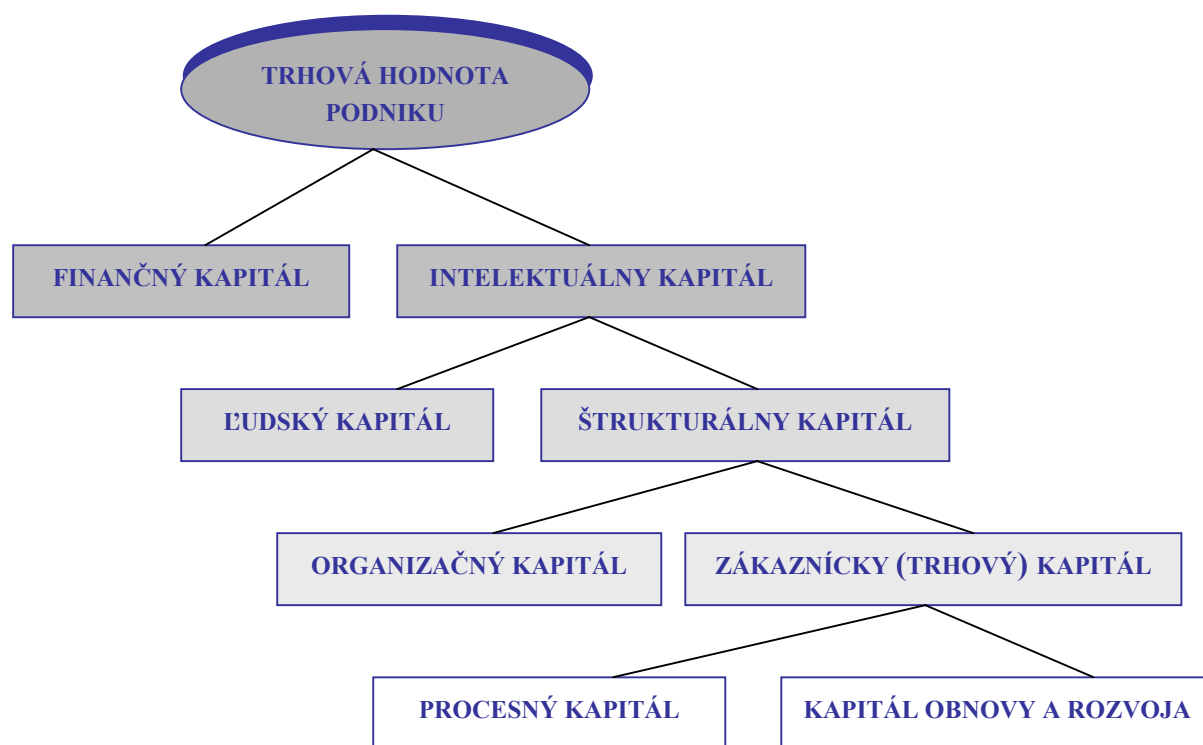 TRHOVÁ HODNOTA
PODNIKU
FINANČNÝ KAPITÁL
INTELEKTUÁLNY KAPITÁL
ĽUDSKÝ KAPITÁL
ŠTRUKTURÁLNY KAPITÁL
ORGANIZAČNÝ KAPITÁL
ZÁKAZNÍCKY (TRHOVÝ) KAPITÁL
PROCESNÝ KAPITÁL
KAPITÁL OBNOVY A ROZVOJA